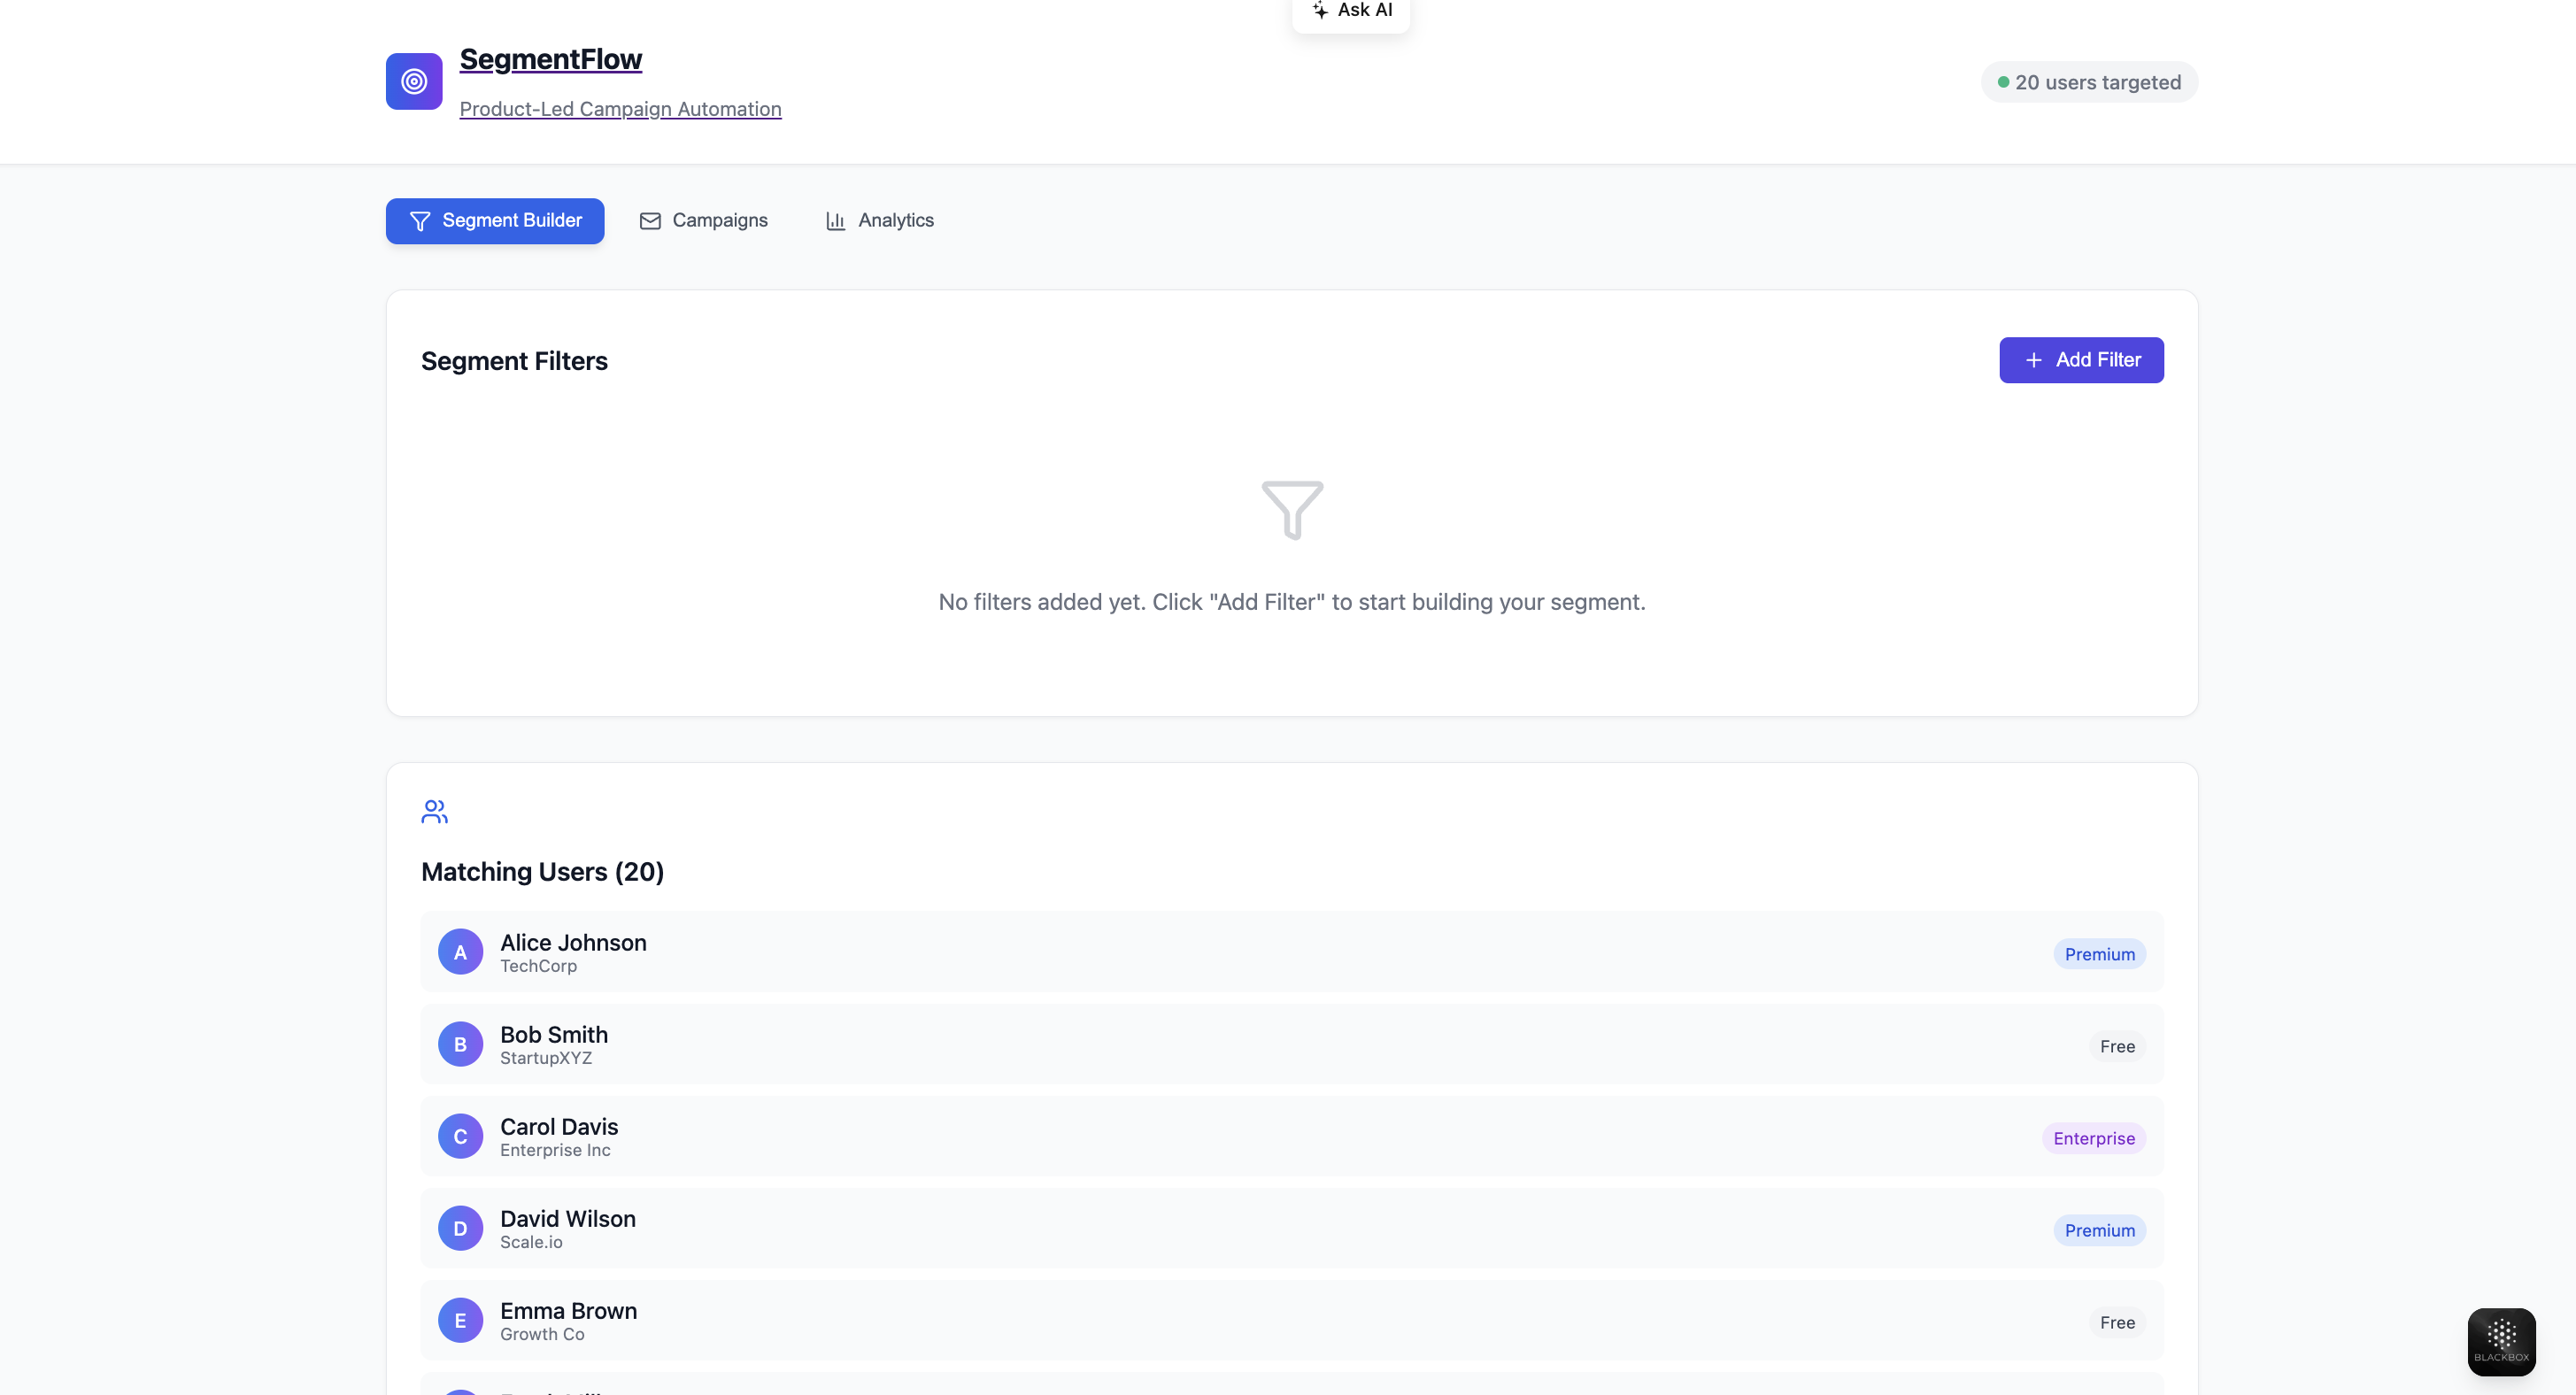 Ask AI
SegmentFlow
Product-Led Campaign Automation
20 users targeted
Segment Builder
Campaigns
Analytics
Segment Filters
Add Filter
No filters added yet. Click "Add Filter" to start building your segment.
Matching Users (20)
A
Alice Johnson
TechCorp
Premium
B
Bob Smith
StartupXYZ
Free
C
Carol Davis
Enterprise Inc
Enterprise
D
David Wilson
Scale.io
Premium
E
Emma Brown
Growth Co
Free
BLACKBOX